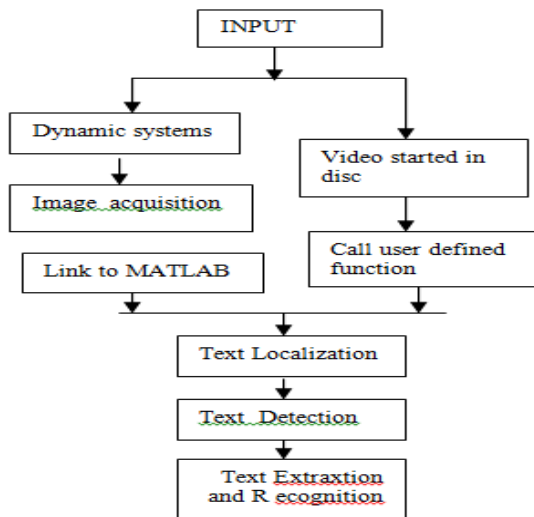 INPUT
Dynamic systems
Image acquisition
Link to MATLAB
Video started in
disc
Call user defined
function
Text Localization
Text Detection
Text Extraxtion
and R ecognition